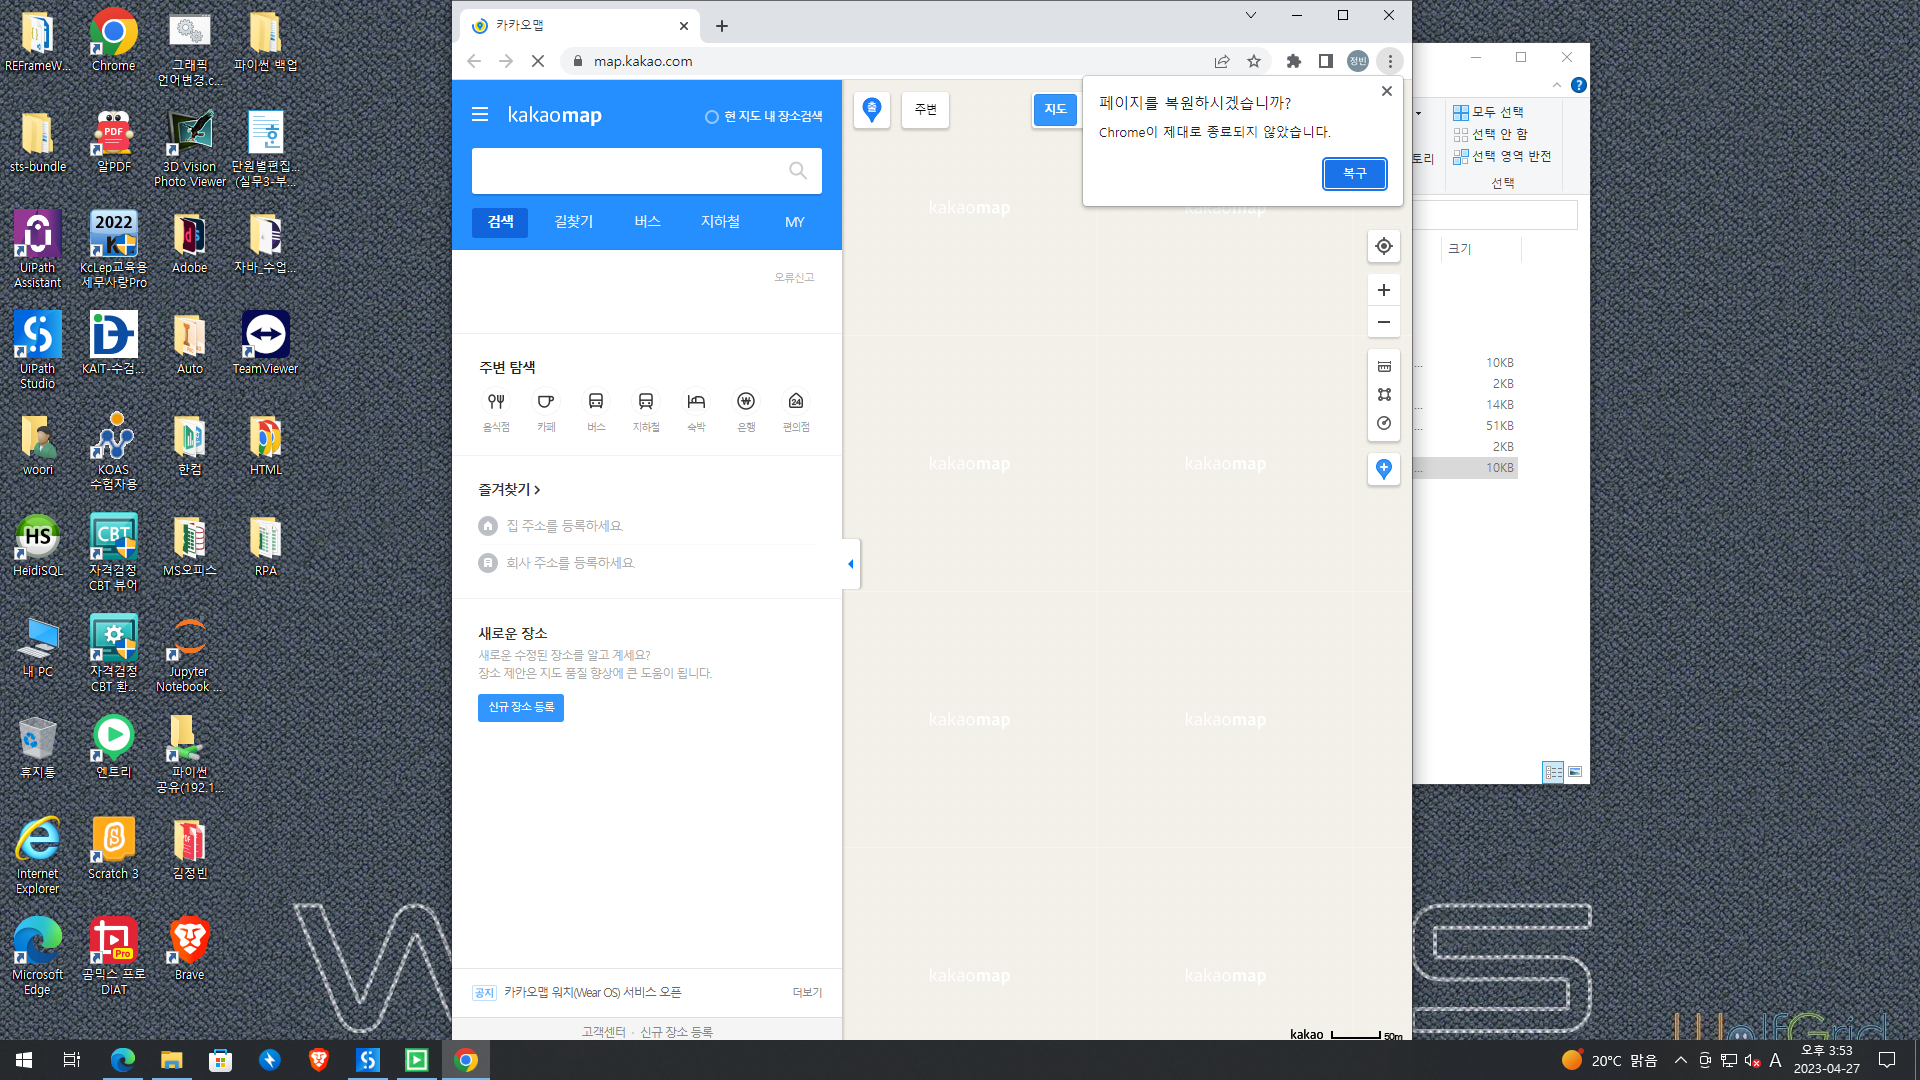 REFrameW...
Chrome
그래픽
언어변경.c...
파이썬 백업
sts-bundle
알PDF
3D Vision
Photo Viewer
단원별편집...
(실무3-부...
UiPath
Assistant
2022
KcLep교육용
세무사랑Pro
Adobe
자바_수업...
UiPath
Studio
KAIT-수검...
Auto
TeamViewer
woori
KOAS
수험자용
한컴
HTML
HS
HeidiSQL
CBT
자격검정
CBT 뷰어
MS오피스
RPA
내 PC
자격검정
CBT 환...
Jupyter
Notebook ...
휴지통
엔트리
파이썬
공유(192.1...
Internet
Explorer
Scratch 3
김정빈
Microsoft
Edge
Pro
곰믹스 프로
DIAT
Brave
카카오맵
map.kakao.com
정빈
kakaomap
현 지도 내 장소검색
검색
길찾기
버스
지하철
MY
오류신고
주변 탐색
음식점
카페
버스
지하철
숙박
은행
편의점
즐겨찾기 >
집 주소를 등록하세요.
회사 주소를 등록하세요.
새로운 장소
새로운 수정된 장소를 알고 계세요?
장소 제안은 지도 품질 향상에 큰 도움이 됩니다.
신규 장소 등록
공지 카카오맵 워치(Wear OS) 서비스 오픈
더보기
고객센터 · 신규 장소 등록
출
주변
지도
페이지를 복원하시겠습니까?
Chrome이 제대로 종료되지 않았습니다.
복구
kakaomap
kakaomap
kakaomap
kakaomap
kakaomap
kakaomap
kakaomap
kakaomap
kakao
50m
모두 선택
선택 안 함
선택 영역 반전
토리
선택
크기
... 10KB
2KB
... 14KB
... 51KB
2KB
... 10KB
W
S
WolfGrid
20°C 맑음
A
오후 3:53
2023-04-27